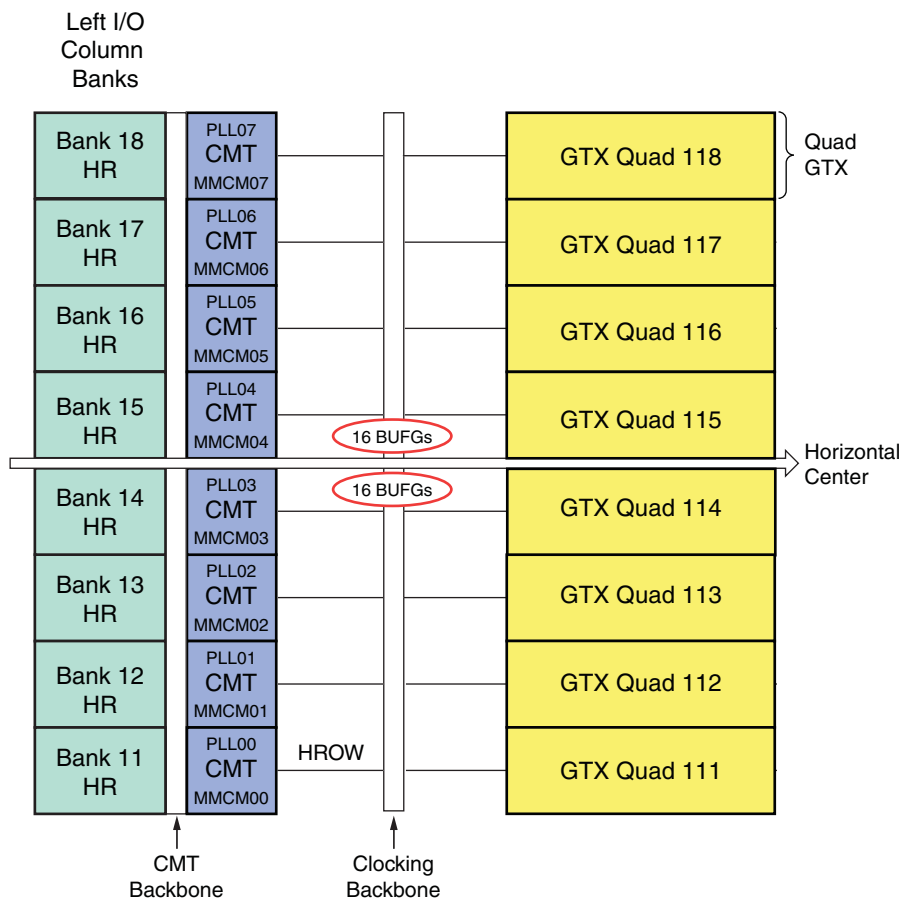 Left I/O
Column
Banks
Bank 18
HR
PLL07
CMT
MMCM07
GTX Quad 118
Quad
GTX
Bank 17
HR
PLL06
CMT
MMCM06
GTX Quad 117
Bank 16
HR
PLL05
CMT
MMCM05
GTX Quad 116
Bank 15
HR
PLL04
CMT
MMCM04
16 BUFGs
GTX Quad 115
Horizontal
Center
Bank 14
HR
PLL03
CMT
MMCM03
16 BUFGs
GTX Quad 114
Bank 13
HR
PLL02
CMT
MMCM02
GTX Quad 113
Bank 12
HR
PLL01
CMT
MMCM01
GTX Quad 112
Bank 11
HR
PLL00
CMT
MMCM00
HROW
GTX Quad 111
CMT
Backbone
Clocking
Backbone